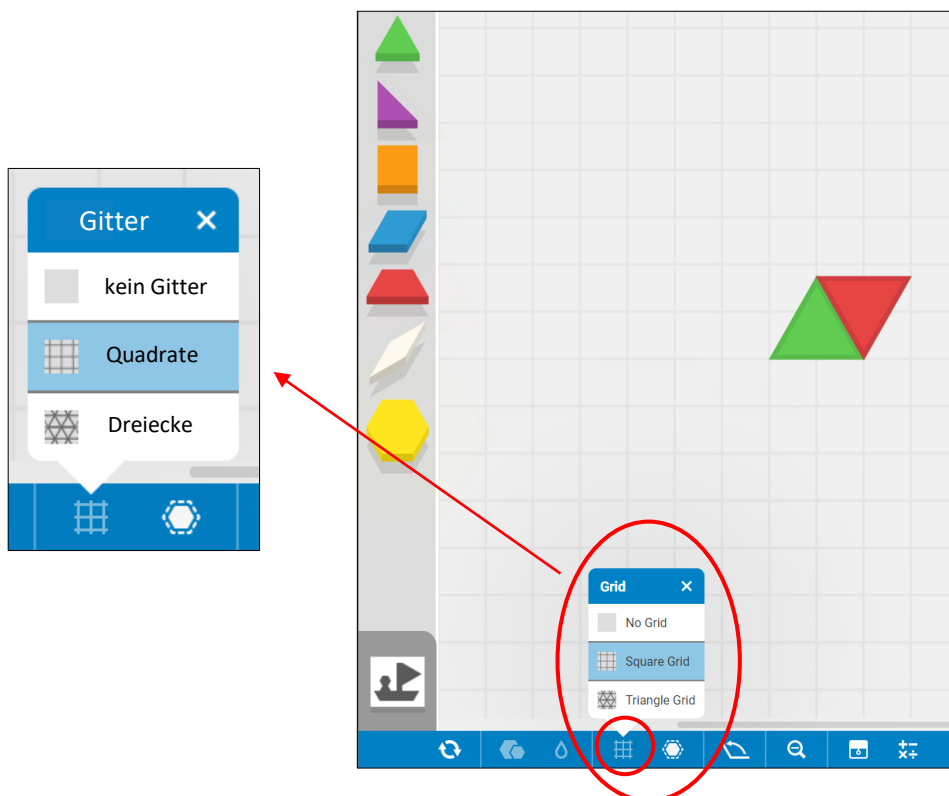 Gitter
kein Gitter
Quadrate
Dreiecke
Grid
No Grid
Square Grid
Triangle Grid